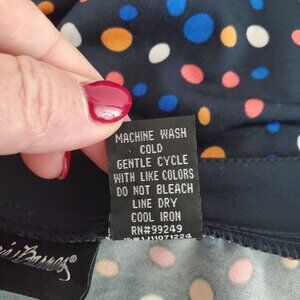 MACHINE WASH
COLD
GENTLE CYCLE
WITH LIKE COLORS
DO NOT BLEACH
LINE DRY
COOL IRON
RN#99249